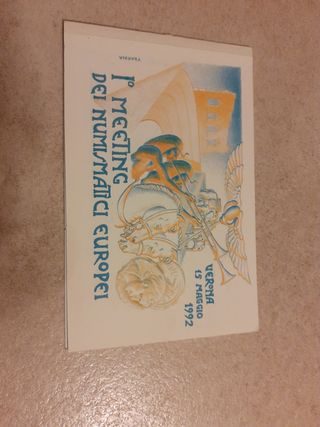 1° MEETING
DEI NUMISMATICI EUROPEI
VERONA
15 MAGGIO
1992